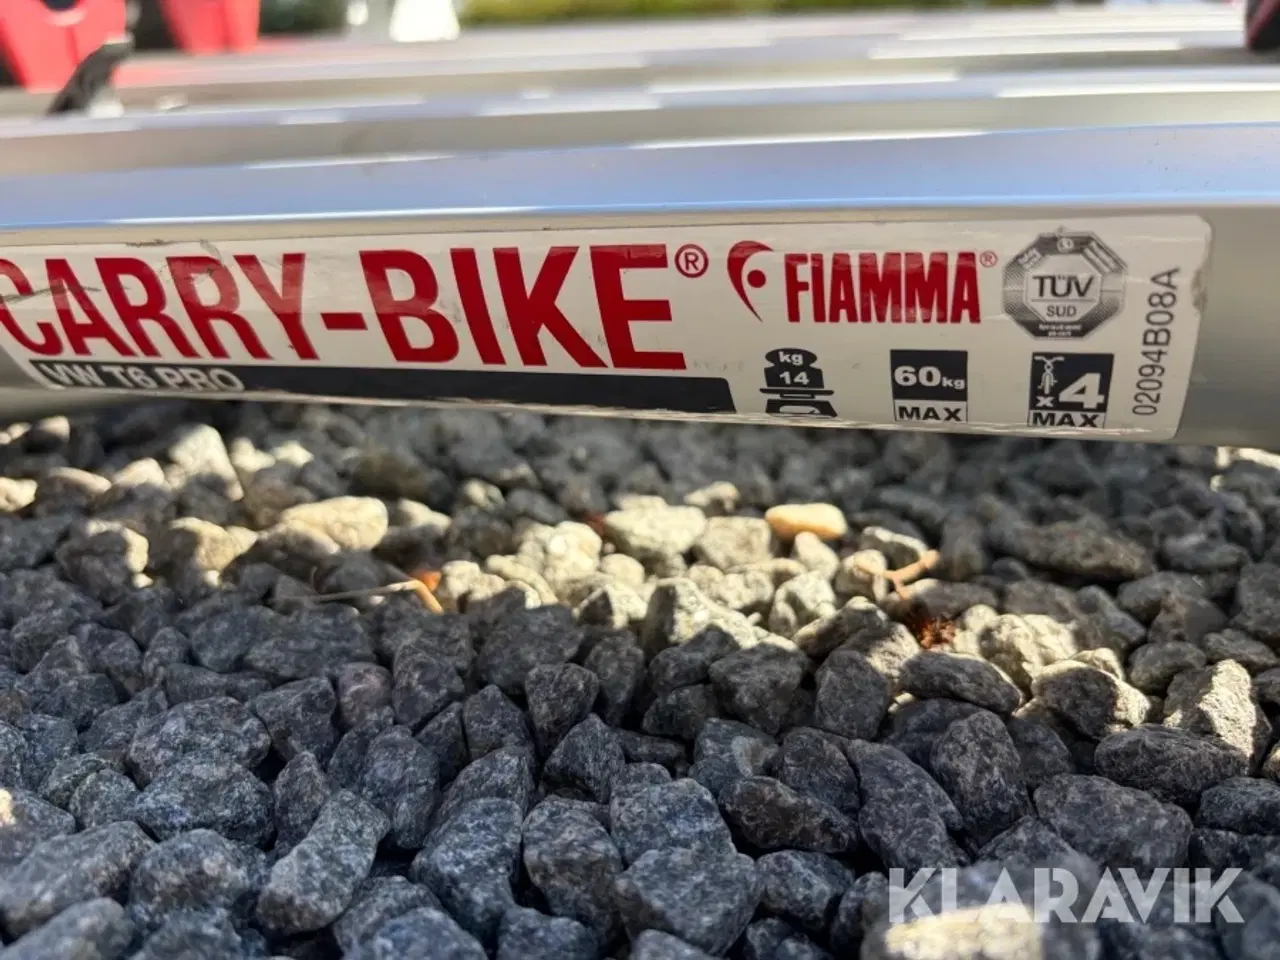 CARRY-BIKE®
FIAMMA®
TÜV
SÜD
VW T6 PRO
kg
14
60kg
MAX
x4
MAX
02094B08A
KLARAVIK